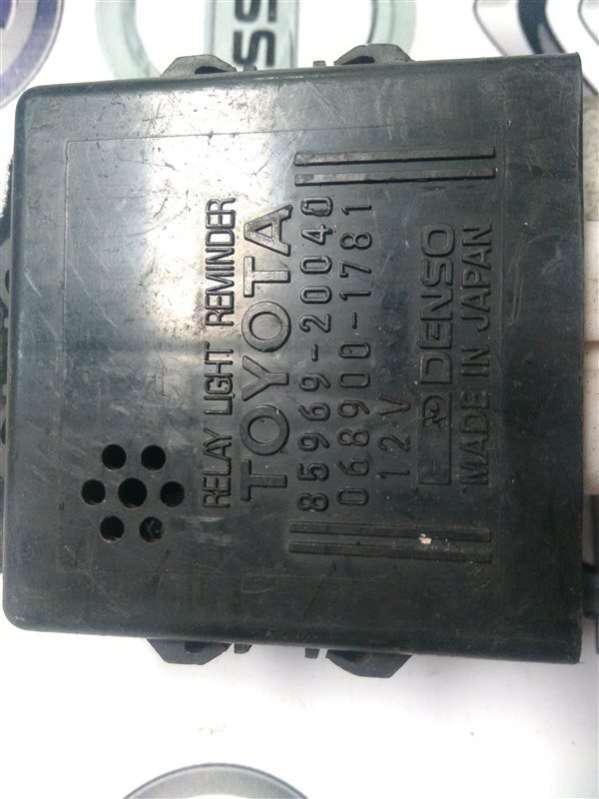 RELAY LIGHT REMINDER
TOYOTA
85969-20040
068900-1781
12V
DENSO
MADE IN JAPAN